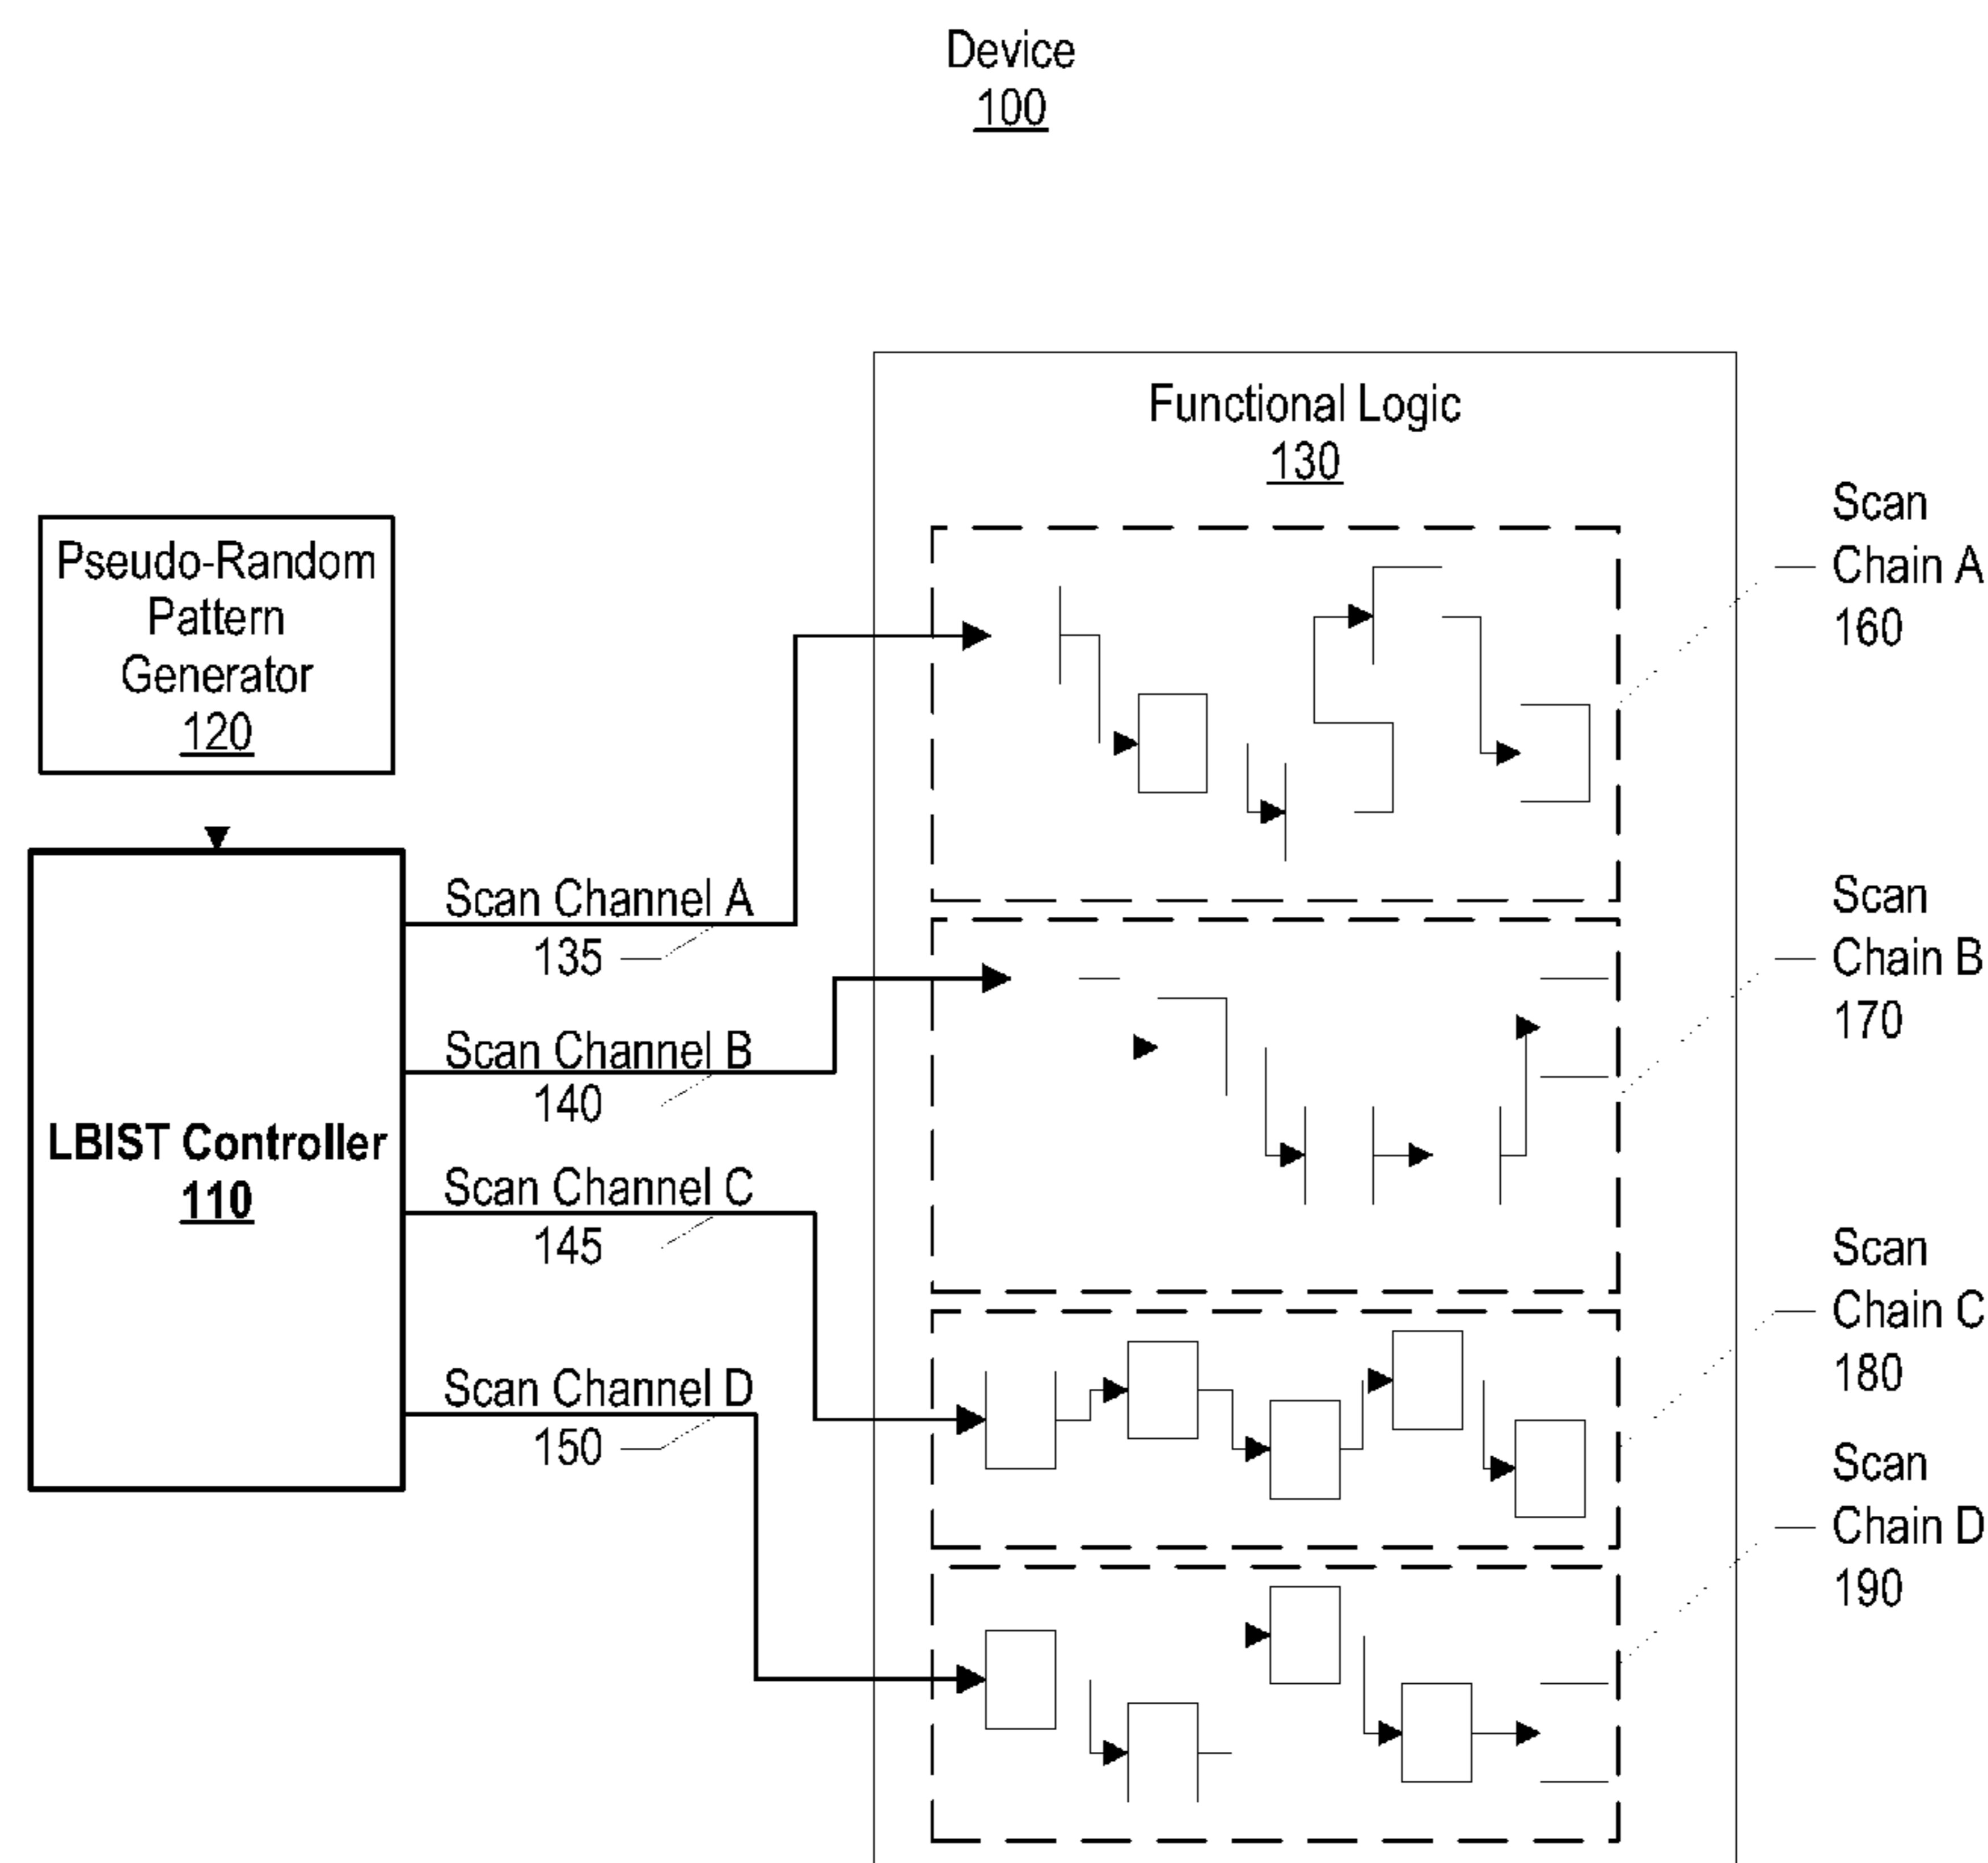 Device
100
Functional Logic
130
Pseudo-Random
Pattern
Generator
120
LBIST Controller
110
Scan Channel A
135
Scan Channel B
140
Scan Channel C
145
Scan Channel D
150
Scan
Chain A
160
Scan
Chain B
170
Scan
Chain C
180
Scan
Chain D
190